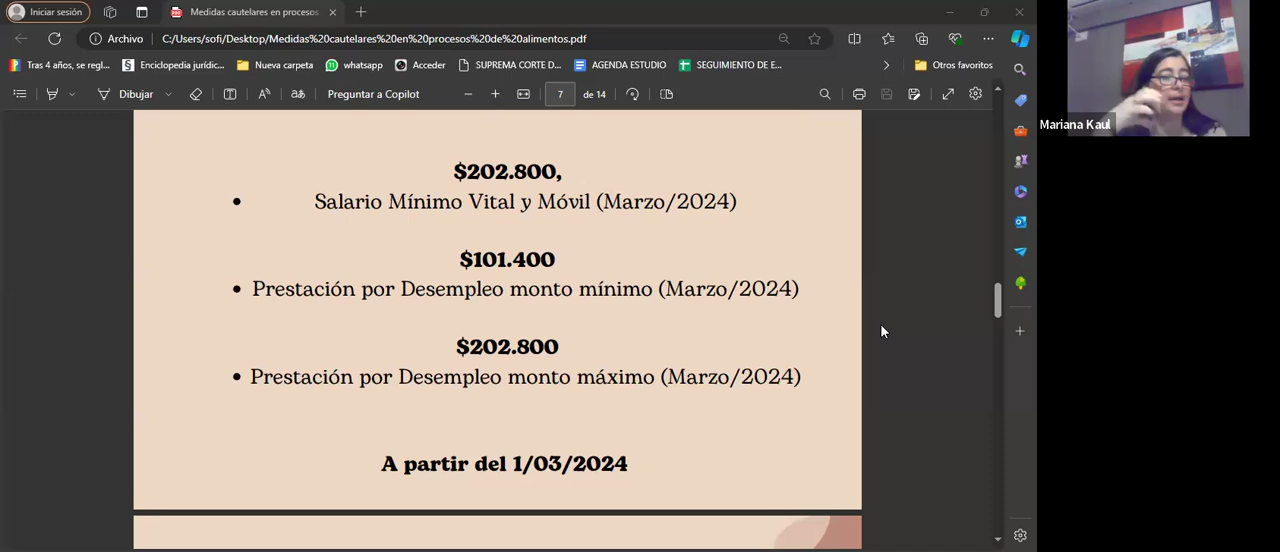 Iniciar sesión
Medidas cautelares en procesos
Archivo
C:/Users/sofi/Desktop/Medidas%20cautelares%20en%20procesos%20de%20alimentos.pdf
Tras 4 años, se regl...
Enciclopedia jurídic...
Nueva carpeta
whatsapp
Acceder
SUPREMA CORTE D...
AGENDA ESTUDIO
SEGUIMIENTO DE E...
Otros favoritos
Dibujar
Preguntar a Copilot
7
de 14
Mariana Kaul
$202.800,
• Salario Mínimo Vital y Móvil (Marzo/2024)
$101.400
• Prestación por Desempleo monto mínimo (Marzo/2024)
$202.800
• Prestación por Desempleo monto máximo (Marzo/2024)
A partir del 1/03/2024